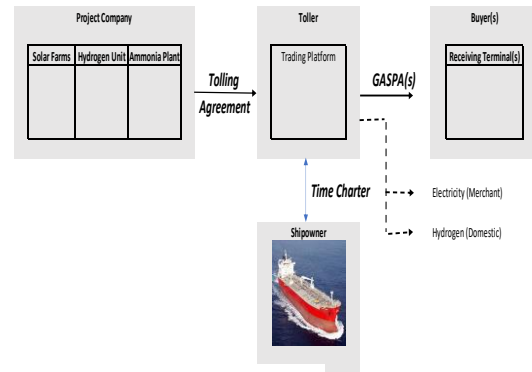 Project Company
Toller
Buyer(s)
Solar Farms Hydrogen Unit Ammonia Plant
Trading Platform
Receiving Terminal(s)
Tolling
Agreement
GASPA(s)
Time Charter
Electricity (Merchant)
Hydrogen (Domestic)
Shipowner